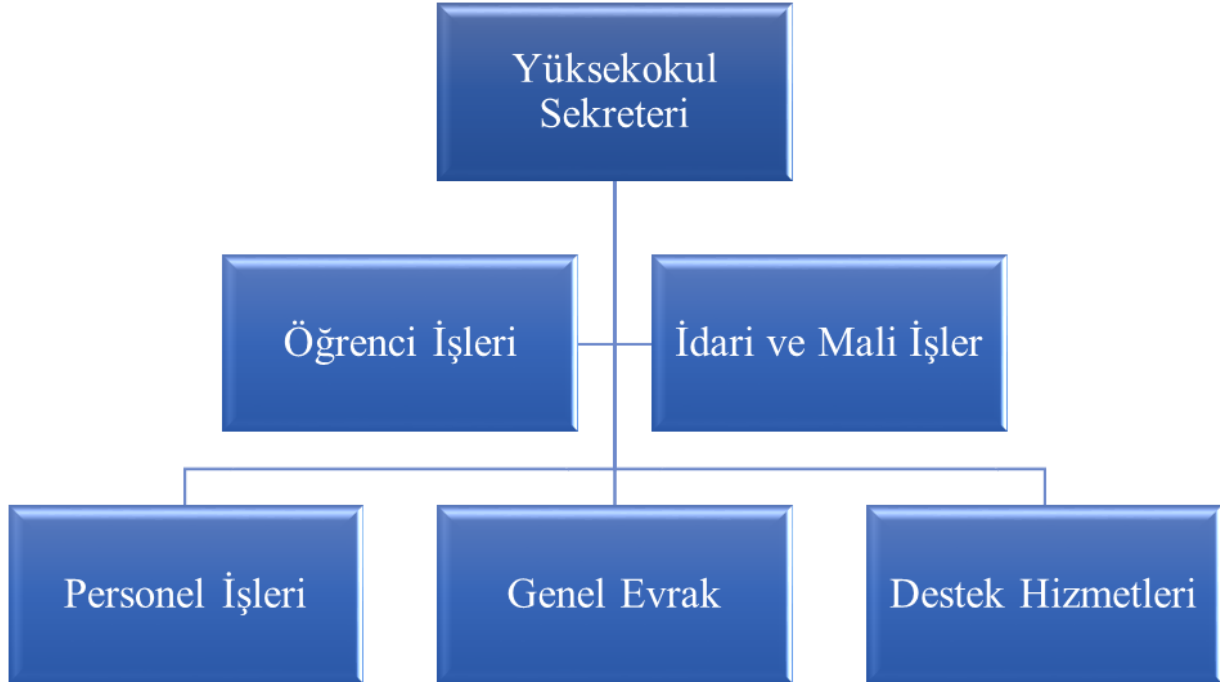 Yüksekokul
Sekreteri
Öğrenci İşleri
İdari ve Mali İşler
Personel İşleri
Genel Evrak
Destek Hizmetleri